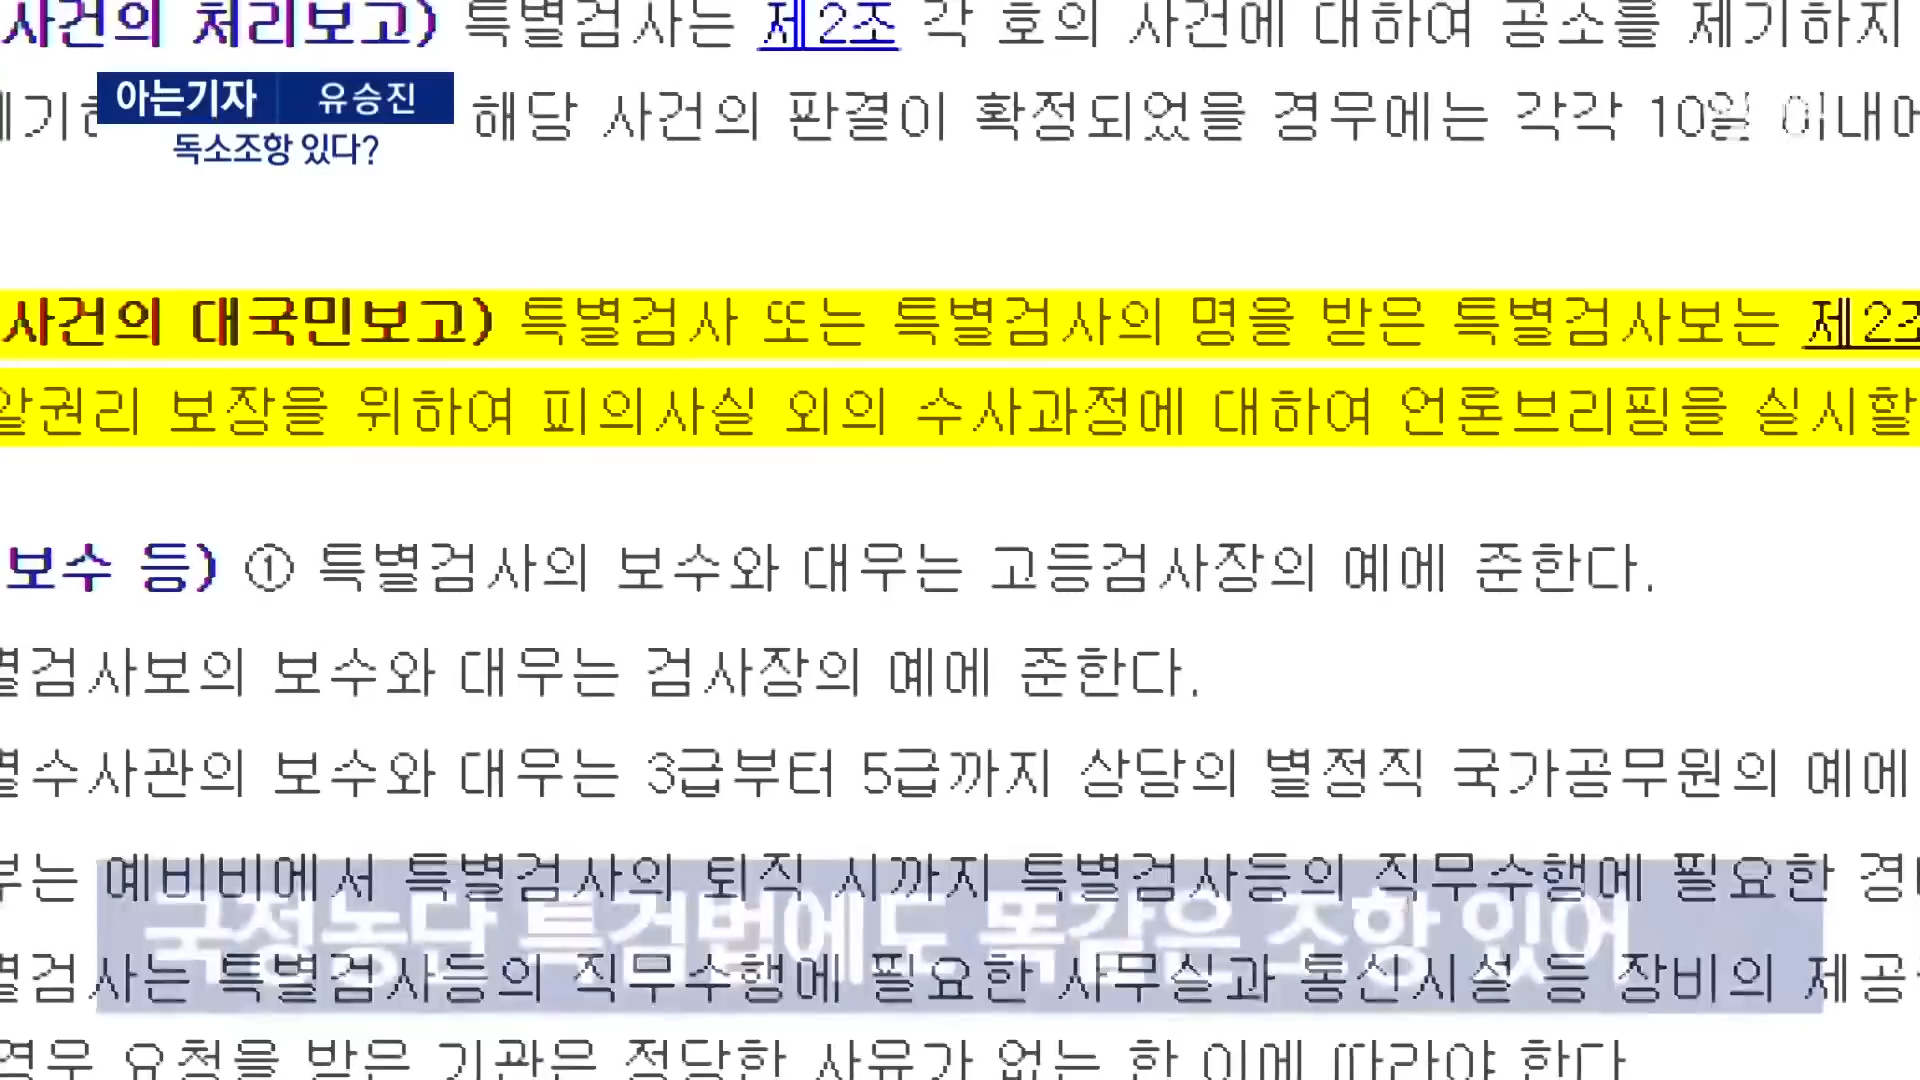 사건의 처리보고) 특별검사는 제2조 각 호의 사건에 대하여 공소를 제기하지
아는기자 유승진
해당 사건의 판결이 확정되었을 경우에는 각각 10일 이내에
독소조항 있다?
사건의 대국민보고) 특별검사 또는 특별검사의 명을 받은 특별검사보는 제2조
알권리 보장을 위하여 피의사실 외의 수사과정에 대하여 언론브리핑을 실시할
보수 등) ① 특별검사의 보수와 대우는 고등검사장의 예에 준한다.
별검사보의 보수와 대우는 검사장의 예에 준한다.
별수사관의 보수와 대우는 3급부터 5급까지 상당의 별정직 국가공무원의 예에
부는 예비비에서 특별검사의 퇴직 시까지 특별검사등의 직무수행에 필요한
국정농단 특검법에도 똑같은 조항 있어
별검사는 특별검사등의 직무수행에 필요한 사무실과 통신시설 등 장비의 제공
요청을 받은 기관은 정당한 사유가 없는 한 이에 따라야 한다